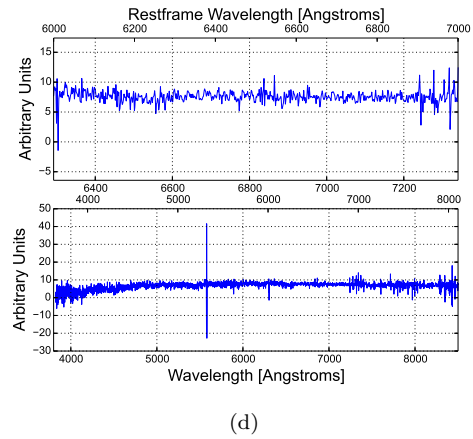 Restframe Wavelength [Angstroms]
6000 6200 6400 6600 6800 7000
15
10
5
0
−5
Arbitrary Units
6400 6600 6800 7000 7200
4000 5000 6000 7000 8000
50
40
30
20
10
0
−10
−20
−30
Arbitrary Units
4000 5000 6000 7000 8000
Wavelength [Angstroms]
(d)